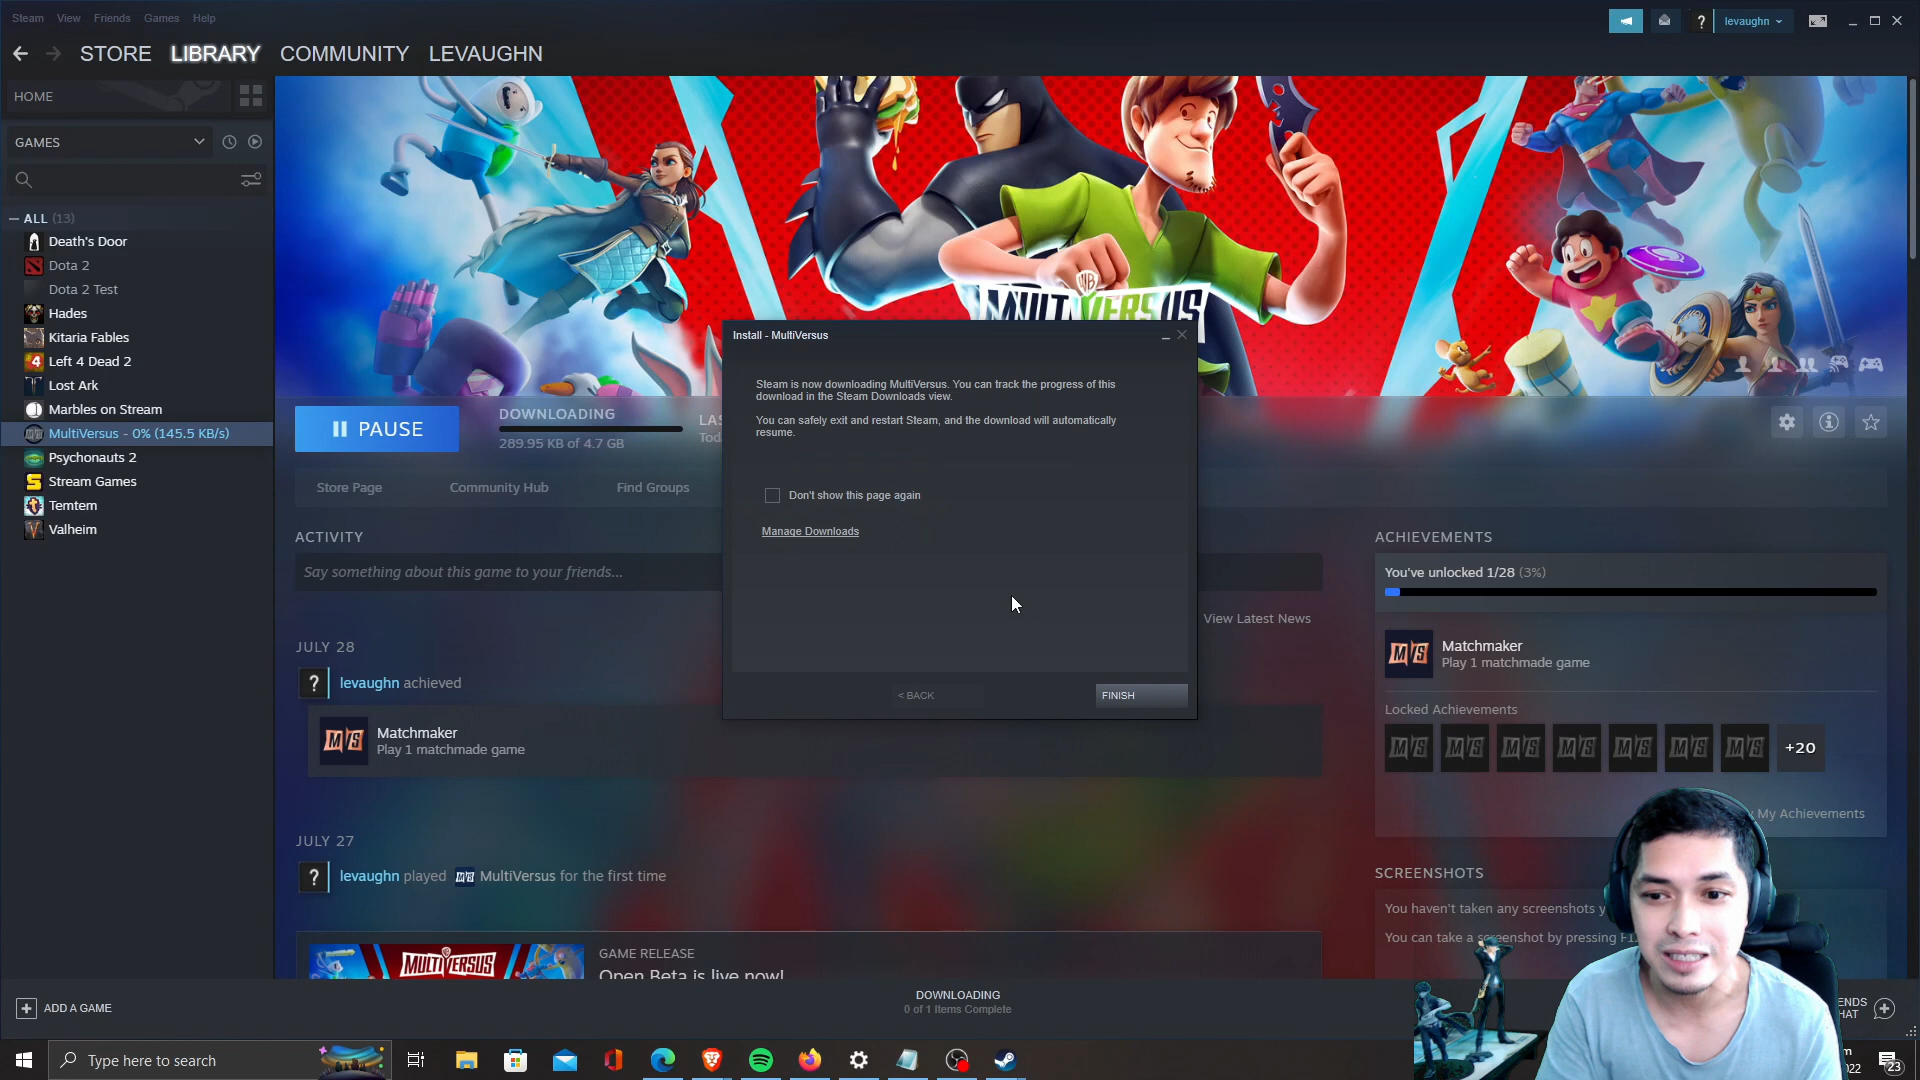 Steam View Friends Games Help
? levaughn
STORE LIBRARY COMMUNITY LEVAUGHN
HOME
GAMES
— ALL (13)
Death's Door
Dota 2
Dota 2 Test
Hades
Kitaria Fables
Left 4 Dead 2
Lost Ark
Marbles on Stream
MultiVersus - 0% (145.5 KB/s)
Psychonauts 2
Stream Games
Temtem
Valheim
MULTIVERSUS
PAUSE
DOWNLOADING
289.95 KB of 4.7 GB
Store Page Community Hub Find Groups
Install - MultiVersus
Steam is now downloading MultiVersus. You can track the progress of this
download in the Steam Downloads view.
You can safely exit and restart Steam, and the download will automatically
resume.
Don't show this page again
Manage Downloads
< BACK FINISH
ACTIVITY
Say something about this game to your friends...
View Latest News
JULY 28
? levaughn achieved
M/S Matchmaker
Play 1 matchmade game
JULY 27
? levaughn played M/S MultiVersus for the first time
MULTIVERSUS
GAME RELEASE
Open Beta is live now!
ACHIEVEMENTS
You've unlocked 1/28 (3%)
M/S Matchmaker
Play 1 matchmade game
Locked Achievements
M/S M/S M/S M/S M/S M/S M/S +20
My Achievements
SCREENSHOTS
You haven't taken any screenshots y
You can take a screenshot by pressing F1
ADD A GAME
DOWNLOADING
0 of 1 Items Complete
ENDS
HAT
Type here to search
22
23